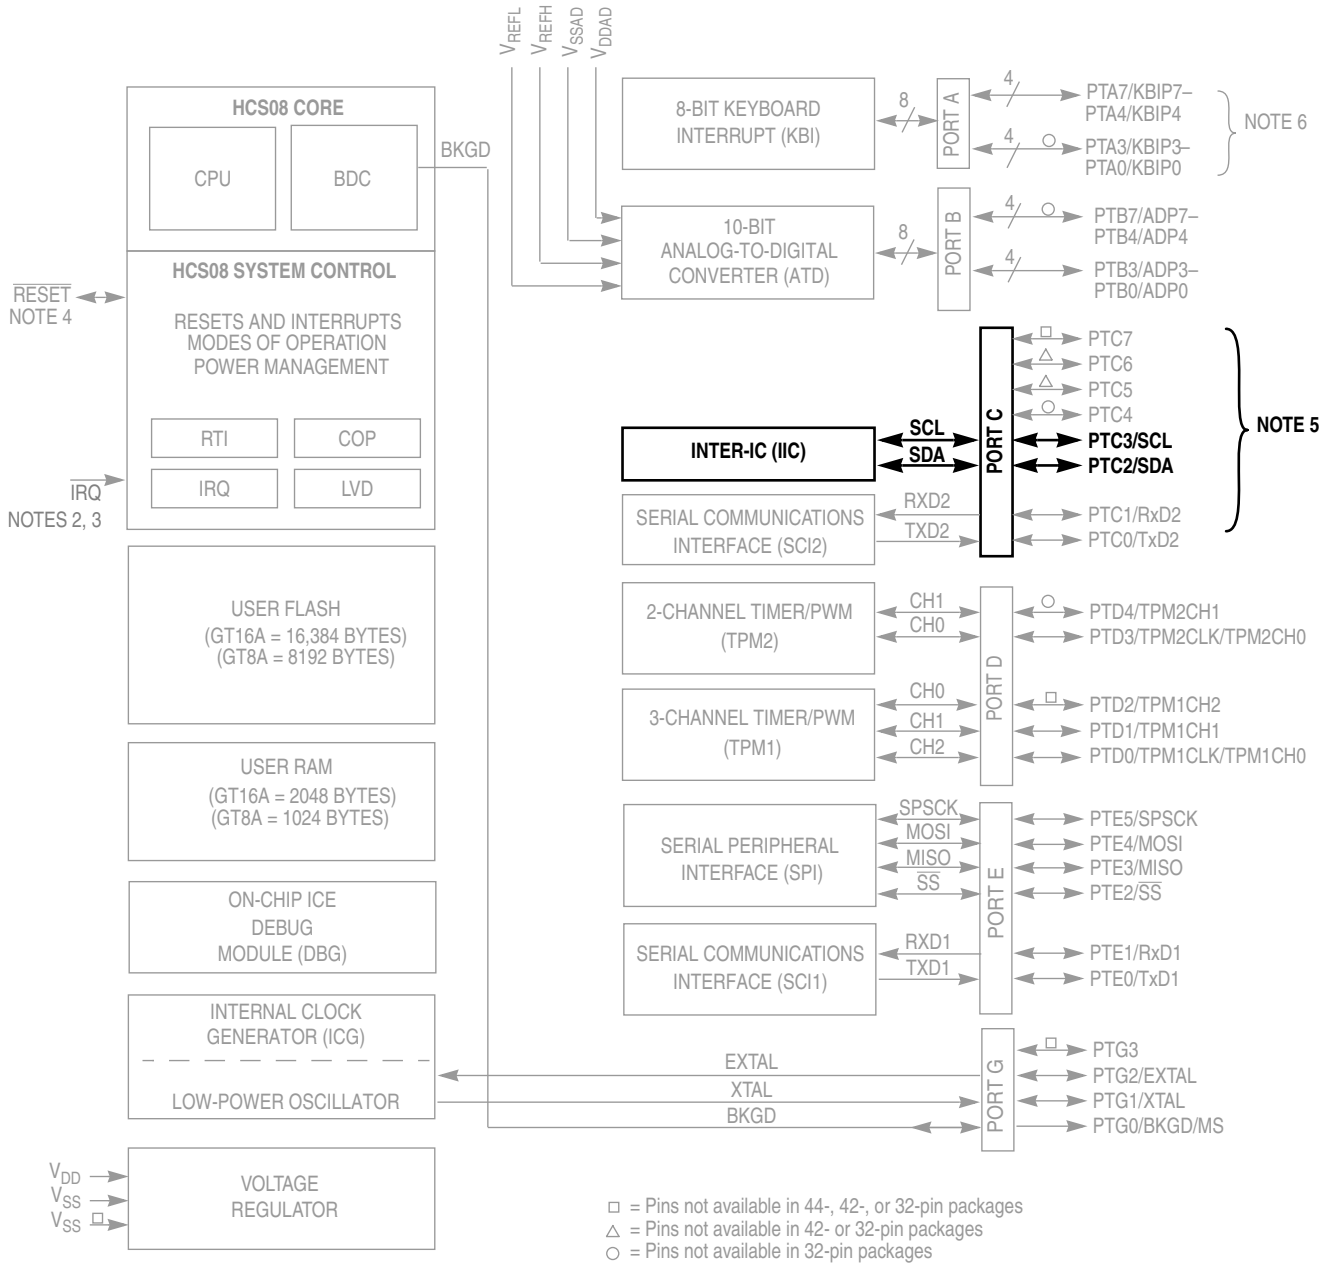 VREFL
VREFH
VSSAD
VDDAD
HCS08 CORE
CPU
BDC
BKGD
HCS08 SYSTEM CONTROL
RESETS AND INTERRUPTS
MODES OF OPERATION
POWER MANAGEMENT
RTI
COP
IRQ
LVD
RESET
NOTE 4
IRQ
NOTES 2, 3
USER FLASH
(GT16A = 16,384 BYTES)
(GT8A = 8192 BYTES)
USER RAM
(GT16A = 2048 BYTES)
(GT8A = 1024 BYTES)
ON-CHIP ICE
DEBUG
MODULE (DBG)
INTERNAL CLOCK
GENERATOR (ICG)
LOW-POWER OSCILLATOR
VDD
VSS
VSS
VOLTAGE
REGULATOR
8-BIT KEYBOARD
INTERRUPT (KBI)
8
PORT A
4
PTA7/KBIP7–
PTA4/KBIP4
4
PTA3/KBIP3–
PTA0/KBIP0
NOTE 6
10-BIT
ANALOG-TO-DIGITAL
CONVERTER (ATD)
8
PORT B
4
PTB7/ADP7–
PTB4/ADP4
4
PTB3/ADP3–
PTB0/ADP0
INTER-IC (IIC)
SCL
SDA
SERIAL COMMUNICATIONS
INTERFACE (SCI2)
RXD2
TXD2
PORT C
PTC7
PTC6
PTC5
PTC4
PTC3/SCL
PTC2/SDA
PTC1/RxD2
PTC0/TxD2
NOTE 5
2-CHANNEL TIMER/PWM
(TPM2)
CH1
CH0
3-CHANNEL TIMER/PWM
(TPM1)
CH0
CH1
CH2
PORT D
PTD4/TPM2CH1
PTD3/TPM2CLK/TPM2CH0
PTD2/TPM1CH2
PTD1/TPM1CH1
PTD0/TPM1CLK/TPM1CH0
SERIAL PERIPHERAL
INTERFACE (SPI)
SPSCK
MOSI
MISO
SS
SERIAL COMMUNICATIONS
INTERFACE (SCI1)
RXD1
TXD1
PORT E
PTE5/SPSCK
PTE4/MOSI
PTE3/MISO
PTE2/SS
PTE1/RxD1
PTE0/TxD1
EXTAL
XTAL
BKGD
PORT G
PTG3
PTG2/EXTAL
PTG1/XTAL
PTG0/BKGD/MS
= Pins not available in 44-, 42-, or 32-pin packages
= Pins not available in 42- or 32-pin packages
= Pins not available in 32-pin packages